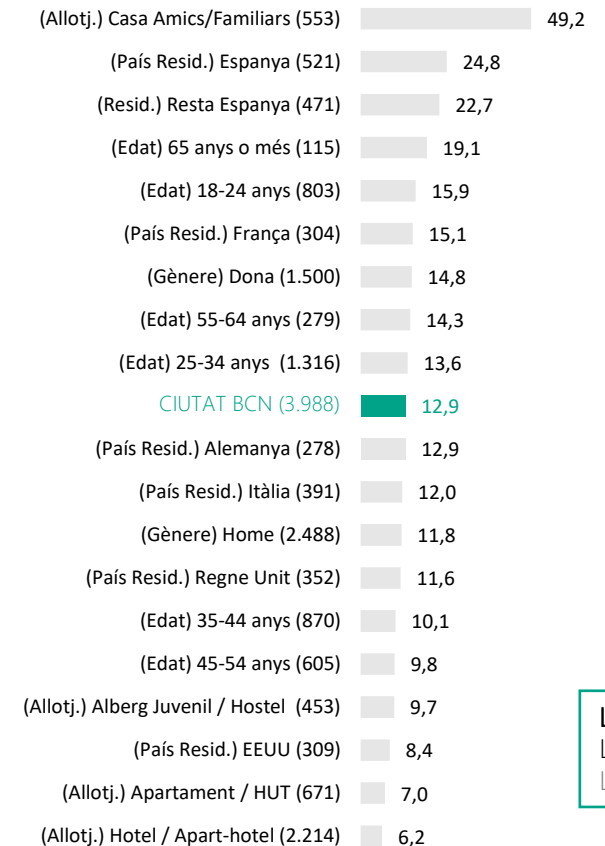 (Allotj.) Casa Amics/Familiars (553) 49,2
(País Resid.) Espanya (521) 24,8
(Resid.) Resta Espanya (471) 22,7
(Edat) 65 anys o més (115) 19,1
(Edat) 18-24 anys (803) 15,9
(País Resid.) França (304) 15,1
(Gènere) Dona (1.500) 14,8
(Edat) 55-64 anys (279) 14,3
(Edat) 25-34 anys (1.316) 13,6
CIUTAT BCN (3.988) 12,9
(País Resid.) Alemanya (278) 12,9
(País Resid.) Itàlia (391) 12,0
(Gènere) Home (2.488) 11,8
(País Resid.) Regne Unit (352) 11,6
(Edat) 35-44 anys (870) 10,1
(Edat) 45-54 anys (605) 9,8
(Allotj.) Alberg Juvenil / Hostel (453) 9,7
(País Resid.) EEUU (309) 8,4
(Allotj.) Apartament / HUT (671) 7,0
(Allotj.) Hotel / Apart-hotel (2.214) 6,2